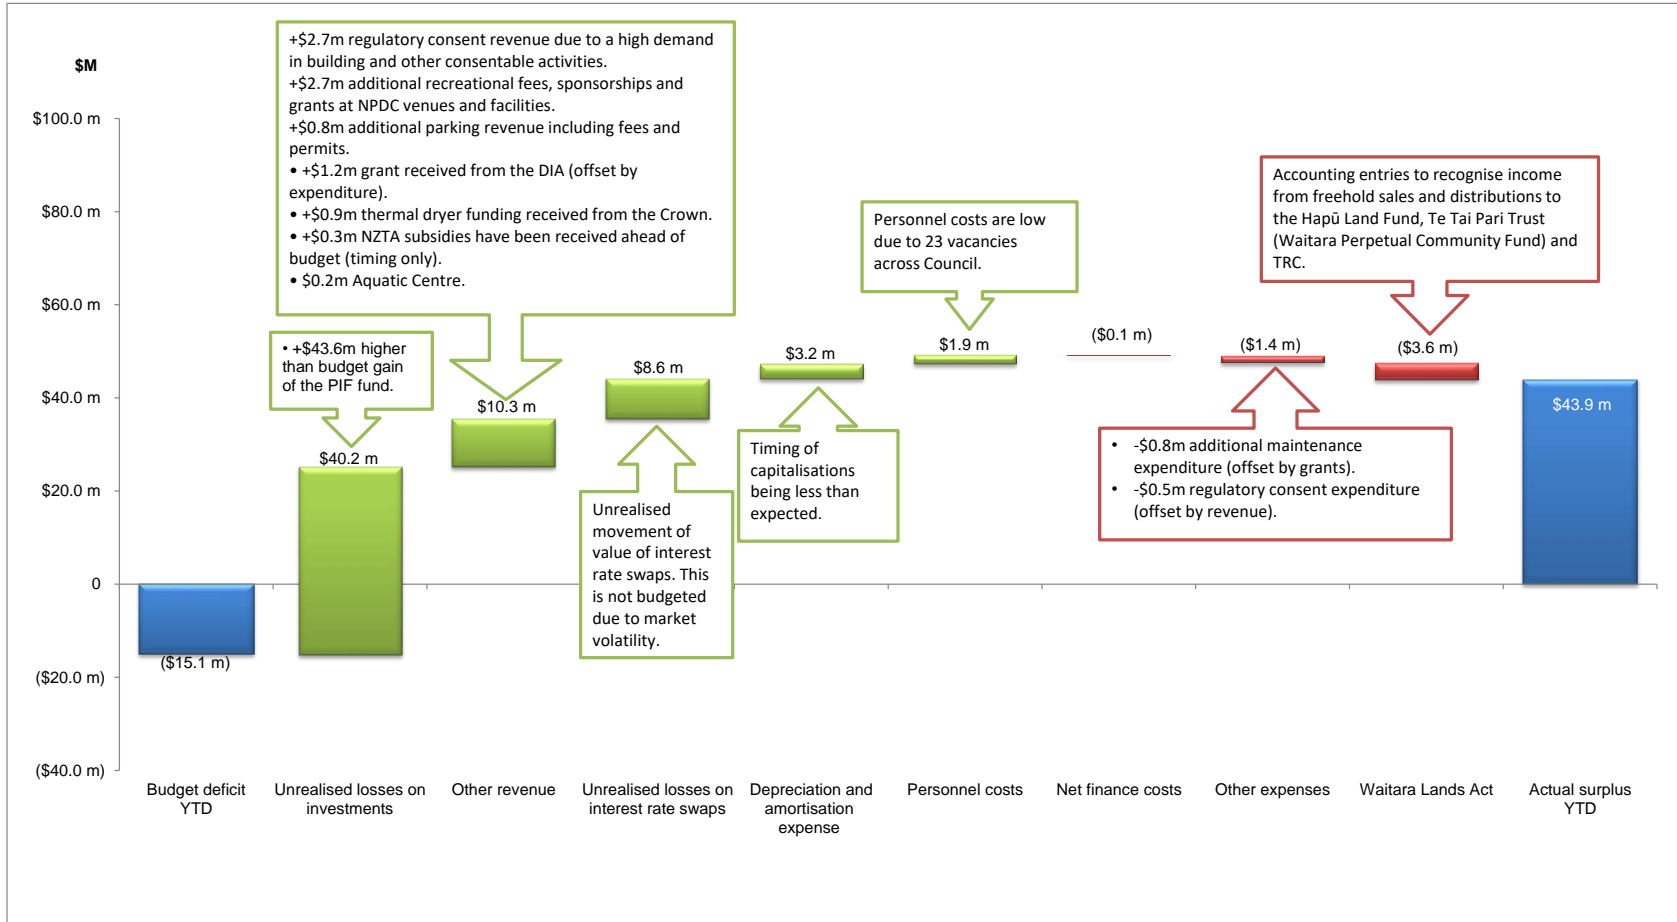 $M
$100.0 m
$80.0 m
$60.0 m
$40.0 m
$20.0 m
0
($20.0 m)
($40.0 m)
+$2.7m regulatory consent revenue due to a high demand
in building and other consentable activities.
+$2.7m additional recreational fees, sponsorships and
grants at NPDC venues and facilities.
+$0.8m additional parking revenue including fees and
permits.
• +$1.2m grant received from the DIA (offset by
expenditure).
• +$0.9m thermal dryer funding received from the Crown.
• +$0.3m NZTA subsidies have been received ahead of
budget (timing only).
• $0.2m Aquatic Centre.
• +$43.6m higher
than budget gain
of the PIF fund.
Personnel costs are low
due to 23 vacancies
across Council.
Accounting entries to recognise income
from freehold sales and distributions to
the Hapū Land Fund, Te Tai Pari Trust
(Waitara Perpetual Community Fund) and
TRC.
Unrealised
movement of
value of interest
rate swaps. This
is not budgeted
due to market
volatility.
Timing of
capitalisations
being less than
expected.
• -$0.8m additional maintenance
expenditure (offset by grants).
• -$0.5m regulatory consent expenditure
(offset by revenue).
($15.1 m)
$40.2 m
$10.3 m
$8.6 m
$3.2 m
$1.9 m
($0.1 m)
($1.4 m)
($3.6 m)
$43.9 m
Budget deficit
YTD
Unrealised losses on
investments
Other revenue
Unrealised losses on
interest rate swaps
Depreciation and
amortisation
expense
Personnel costs
Net finance costs
Other expenses
Waitara Lands Act
Actual surplus
YTD